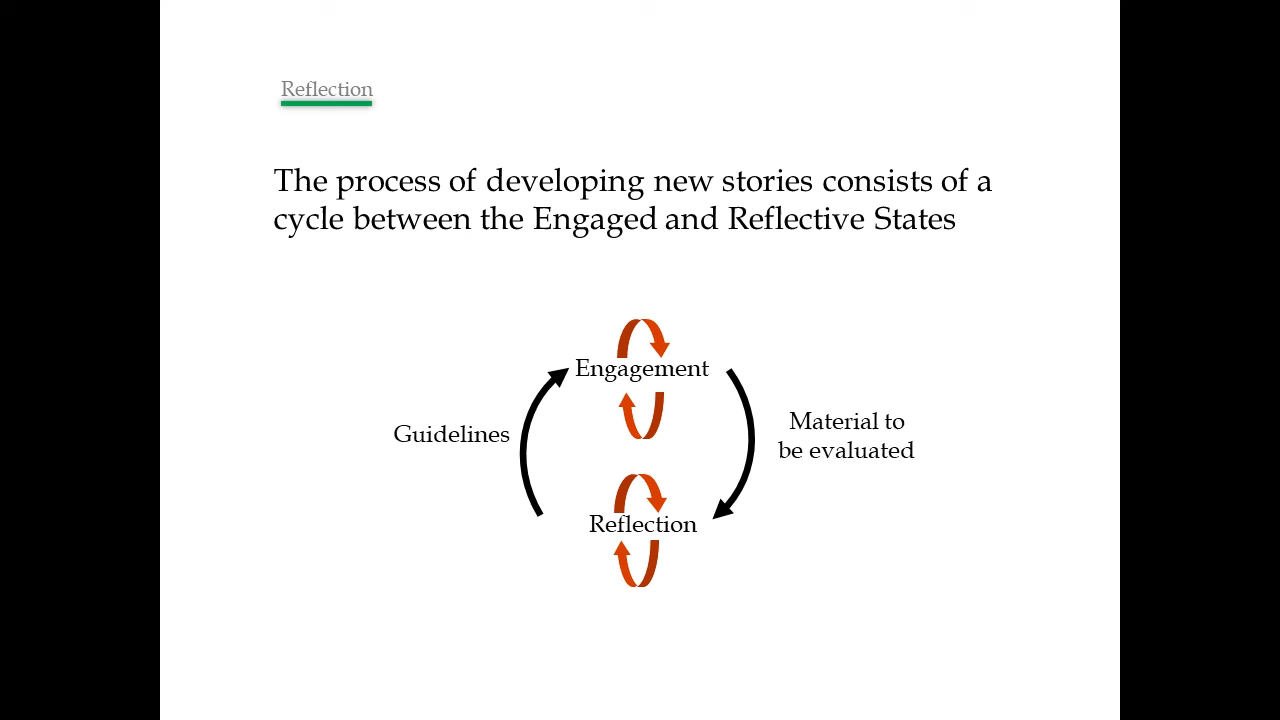 Reflection
The process of developing new stories consists of a
cycle between the Engaged and Reflective States
Engagement
Guidelines
Material to
be evaluated
Reflection